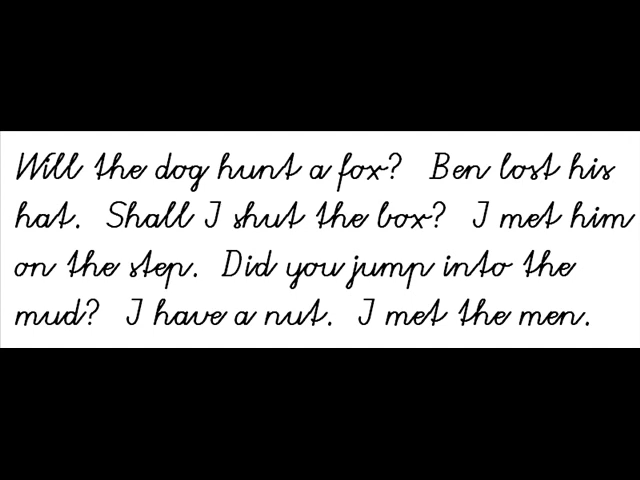 Will the dog hunt a fox? Ben lost his
hat. Shall I shut the box? I met him
on the step. Did you jump into the
mud? I have a nut. I met the men.